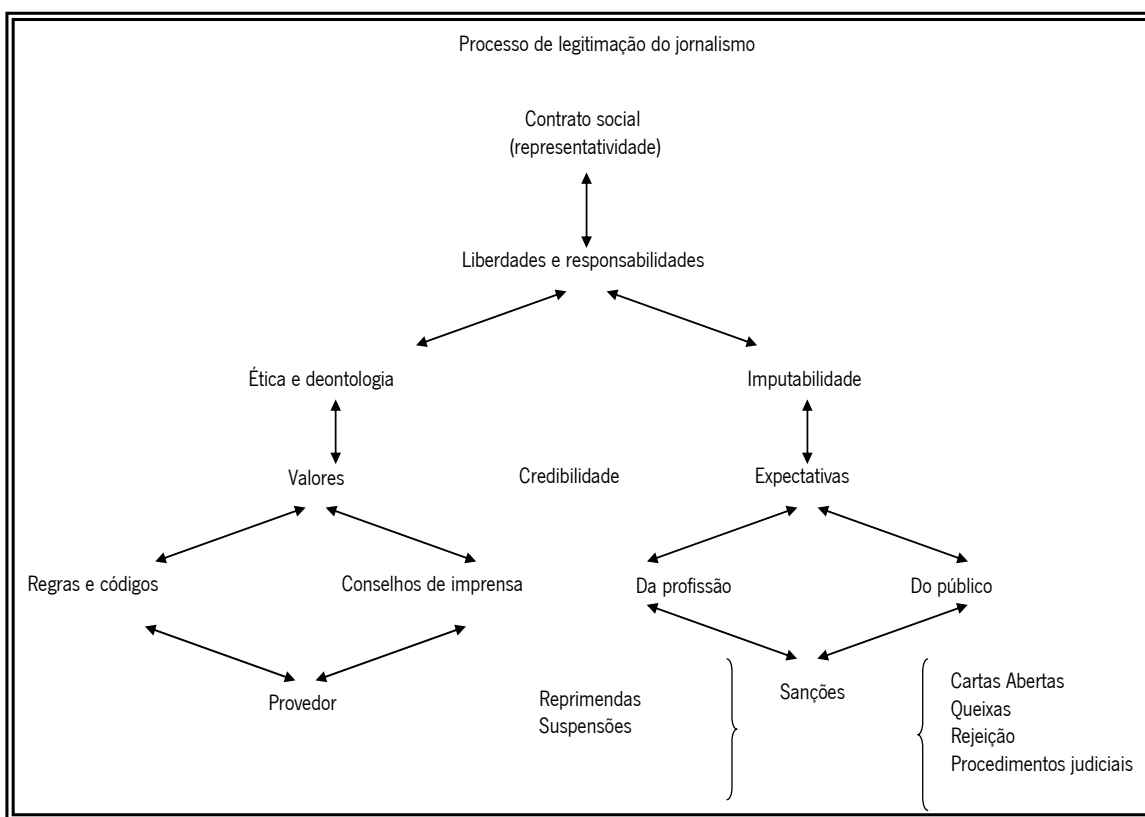 Processo de legitimação do jornalismo
Contrato social
(representatividade)
Liberdades e responsabilidades
Ética e deontologia
Imputabilidade
Valores
Credibilidade
Expectativas
Regras e códigos
Conselhos de imprensa
Da profissão
Do público
Provedor
Reprimendas
Suspensões
Sanções
Cartas Abertas
Queixas
Rejeição
Procedimentos judiciais